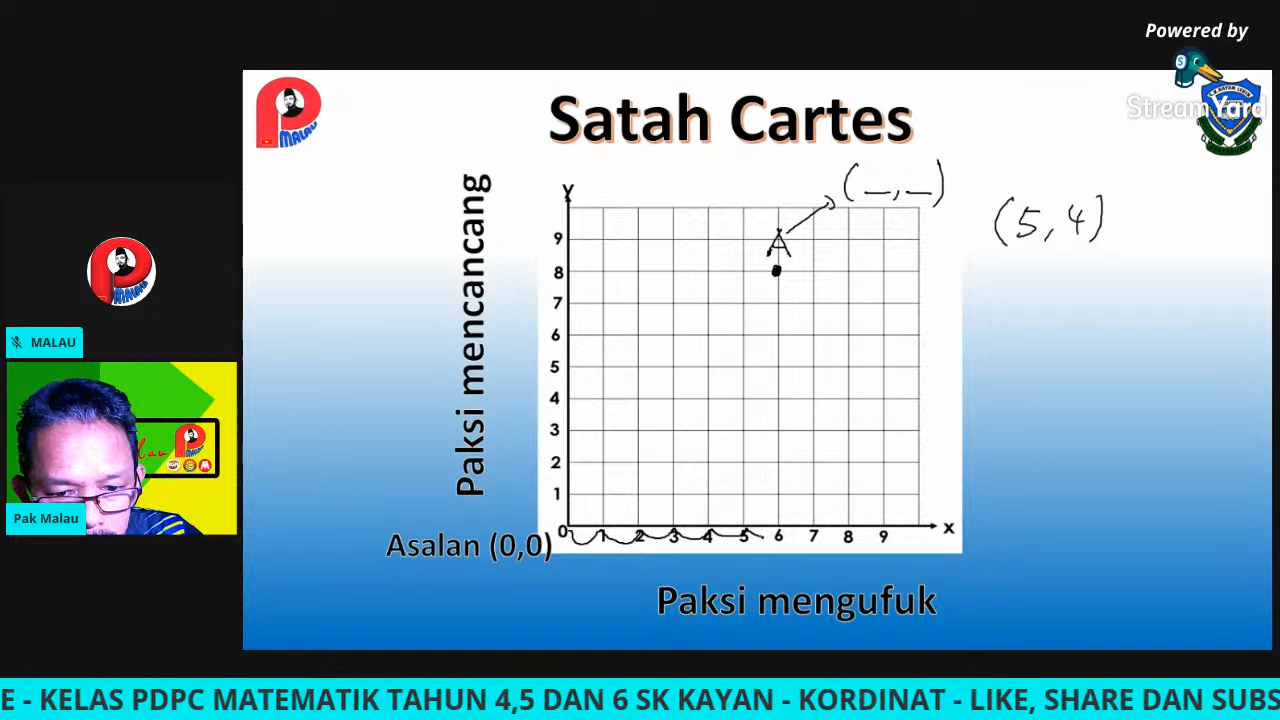 Powered by
StreamYard
MALAU
Satah Cartes
Paksi mencancang
Y
(_,_)
(5,4)
A
9
8
7
6
5
4
3
2
1
0 1 2 3 4 5 6 7 8 9 x
Asalan (0,0)
Paksi mengufuk
MALAU
MALAU
Pak Malau
E - KELAS PDPC MATEMATIK TAHUN 4,5 DAN 6 SK KAYAN - KORDINAT - LIKE, SHARE DAN SUBS